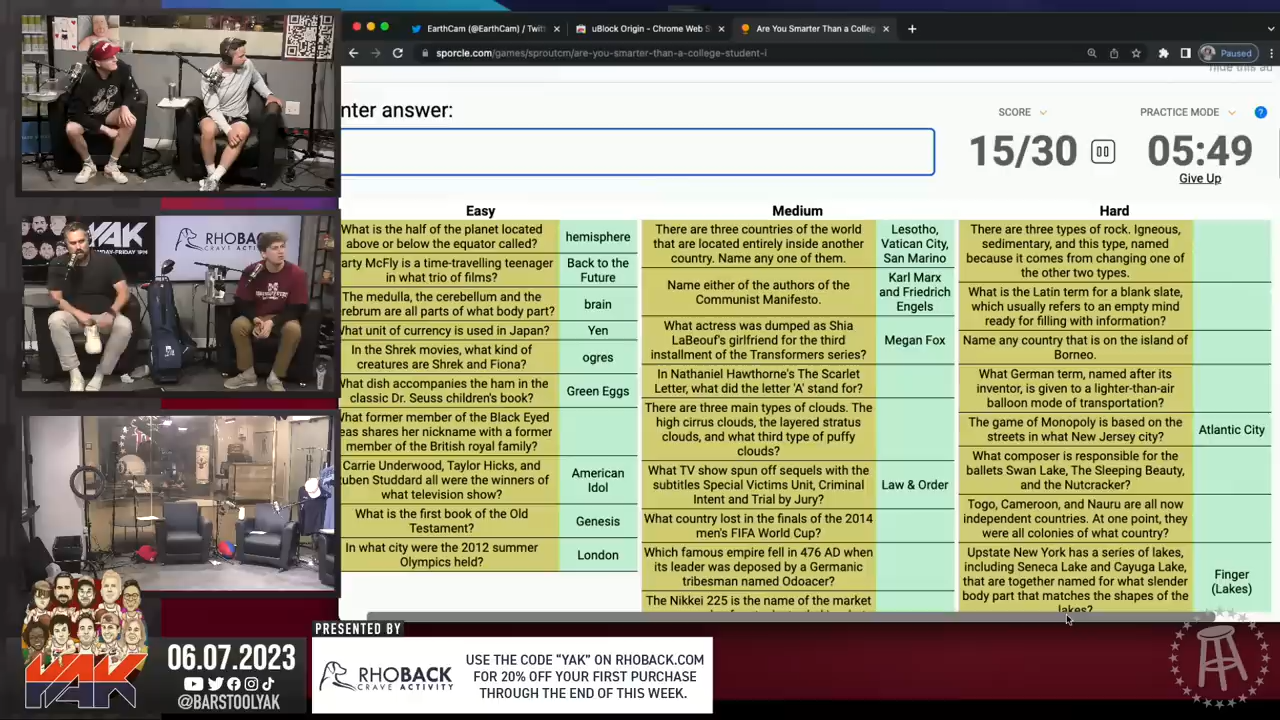 EarthCam (@EarthCam) / Twitt
uBlock Origin - Chrome Web S
Are You Smarter Than a Colleg
sporcle.com/games/sproutcm/are-you-smarter-than-a-college-student-i
Paused
hide this ad
nter answer:
SCORE
PRACTICE MODE
?
15/30
05:49
Give Up
Easy
What is the half of the planet located
above or below the equator called?
hemisphere
arty McFly is a time-travelling teenager
in what trio of films?
Back to the
Future
The medulla, the cerebellum and the
rebrum are all parts of what body part?
brain
What unit of currency is used in Japan?
Yen
In the Shrek movies, what kind of
creatures are Shrek and Fiona?
ogres
What dish accompanies the ham in the
classic Dr. Seuss children's book?
Green Eggs
What former member of the Black Eyed
eas shares her nickname with a former
member of the British royal family?
Carrie Underwood, Taylor Hicks, and
uben Studdard all were the winners of
what television show?
American
Idol
What is the first book of the Old
Testament?
Genesis
In what city were the 2012 summer
Olympics held?
London
Medium
There are three countries of the world
that are located entirely inside another
country. Name any one of them.
Lesotho,
Vatican City,
San Marino
Name either of the authors of the
Communist Manifesto.
Karl Marx
and Friedrich
Engels
What actress was dumped as Shia
LaBeouf's girlfriend for the third
installment of the Transformers series?
Megan Fox
In Nathaniel Hawthorne's The Scarlet
Letter, what did the letter 'A' stand for?
There are three main types of clouds. The
high cirrus clouds, the layered stratus
clouds, and what third type of puffy
clouds?
What TV show spun off sequels with the
subtitles Special Victims Unit, Criminal
Intent and Trial by Jury?
Law & Order
What country lost in the finals of the 2014
men's FIFA World Cup?
Which famous empire fell in 476 AD when
its leader was deposed by a Germanic
tribesman named Odoacer?
The Nikkei 225 is the name of the market
Hard
There are three types of rock. Igneous,
sedimentary, and this type, named
because it comes from changing one of
the other two types.
What is the Latin term for a blank slate,
which usually refers to an empty mind
ready for filling with information?
Name any country that is on the island of
Borneo.
What German term, named after its
inventor, is given to a lighter-than-air
balloon mode of transportation?
The game of Monopoly is based on the
streets in what New Jersey city?
Atlantic City
What composer is responsible for the
ballets Swan Lake, The Sleeping Beauty,
and the Nutcracker?
Togo, Cameroon, and Nauru are all now
independent countries. At one point, they
were all colonies of what country?
Upstate New York has a series of lakes,
including Seneca Lake and Cayuga Lake,
that are together named for what slender
body part that matches the shapes of the
lakes?
Finger
(Lakes)
YAK
RHOBACK
CRAVE ACTIVITY
YAK
06.07.2023
@BARSTOOLYAK
PRESENTED BY
RHOBACK
CRAVE ACTIVITY
USE THE CODE "YAK" ON RHOBACK.COM
FOR 20% OFF YOUR FIRST PURCHASE
THROUGH THE END OF THIS WEEK.